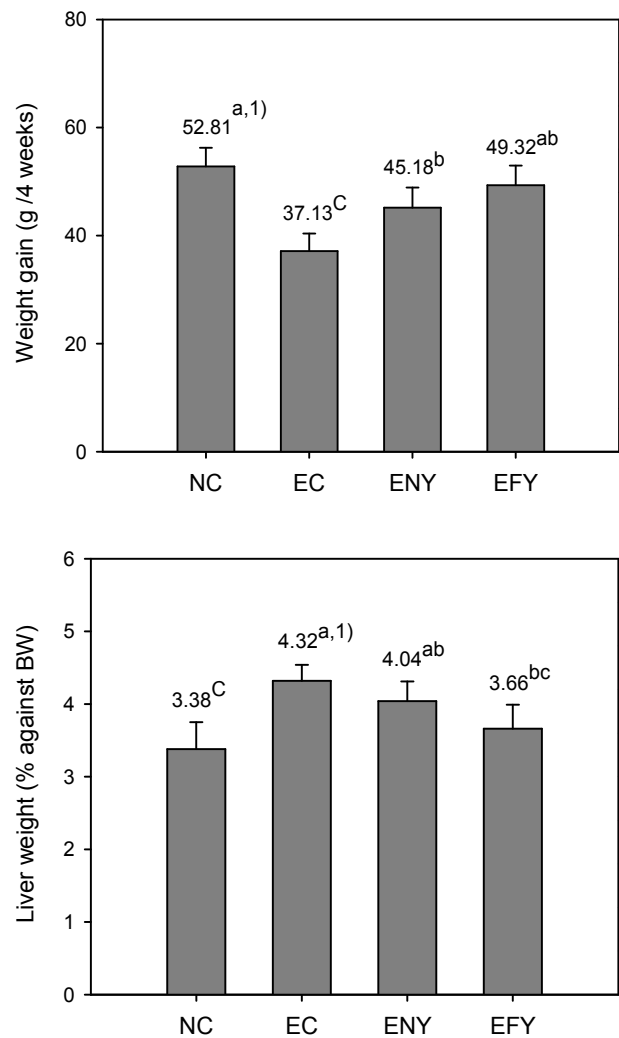 80
60
40
20
0
Weight gain (g /4 weeks)
52.81a,1)
37.13C
45.18b
49.32ab
NC EC ENY EFY
6
5
4
3
2
1
0
Liver weight (% against BW)
3.38C
4.32a,1)
4.04ab
3.66bc
NC EC ENY EFY